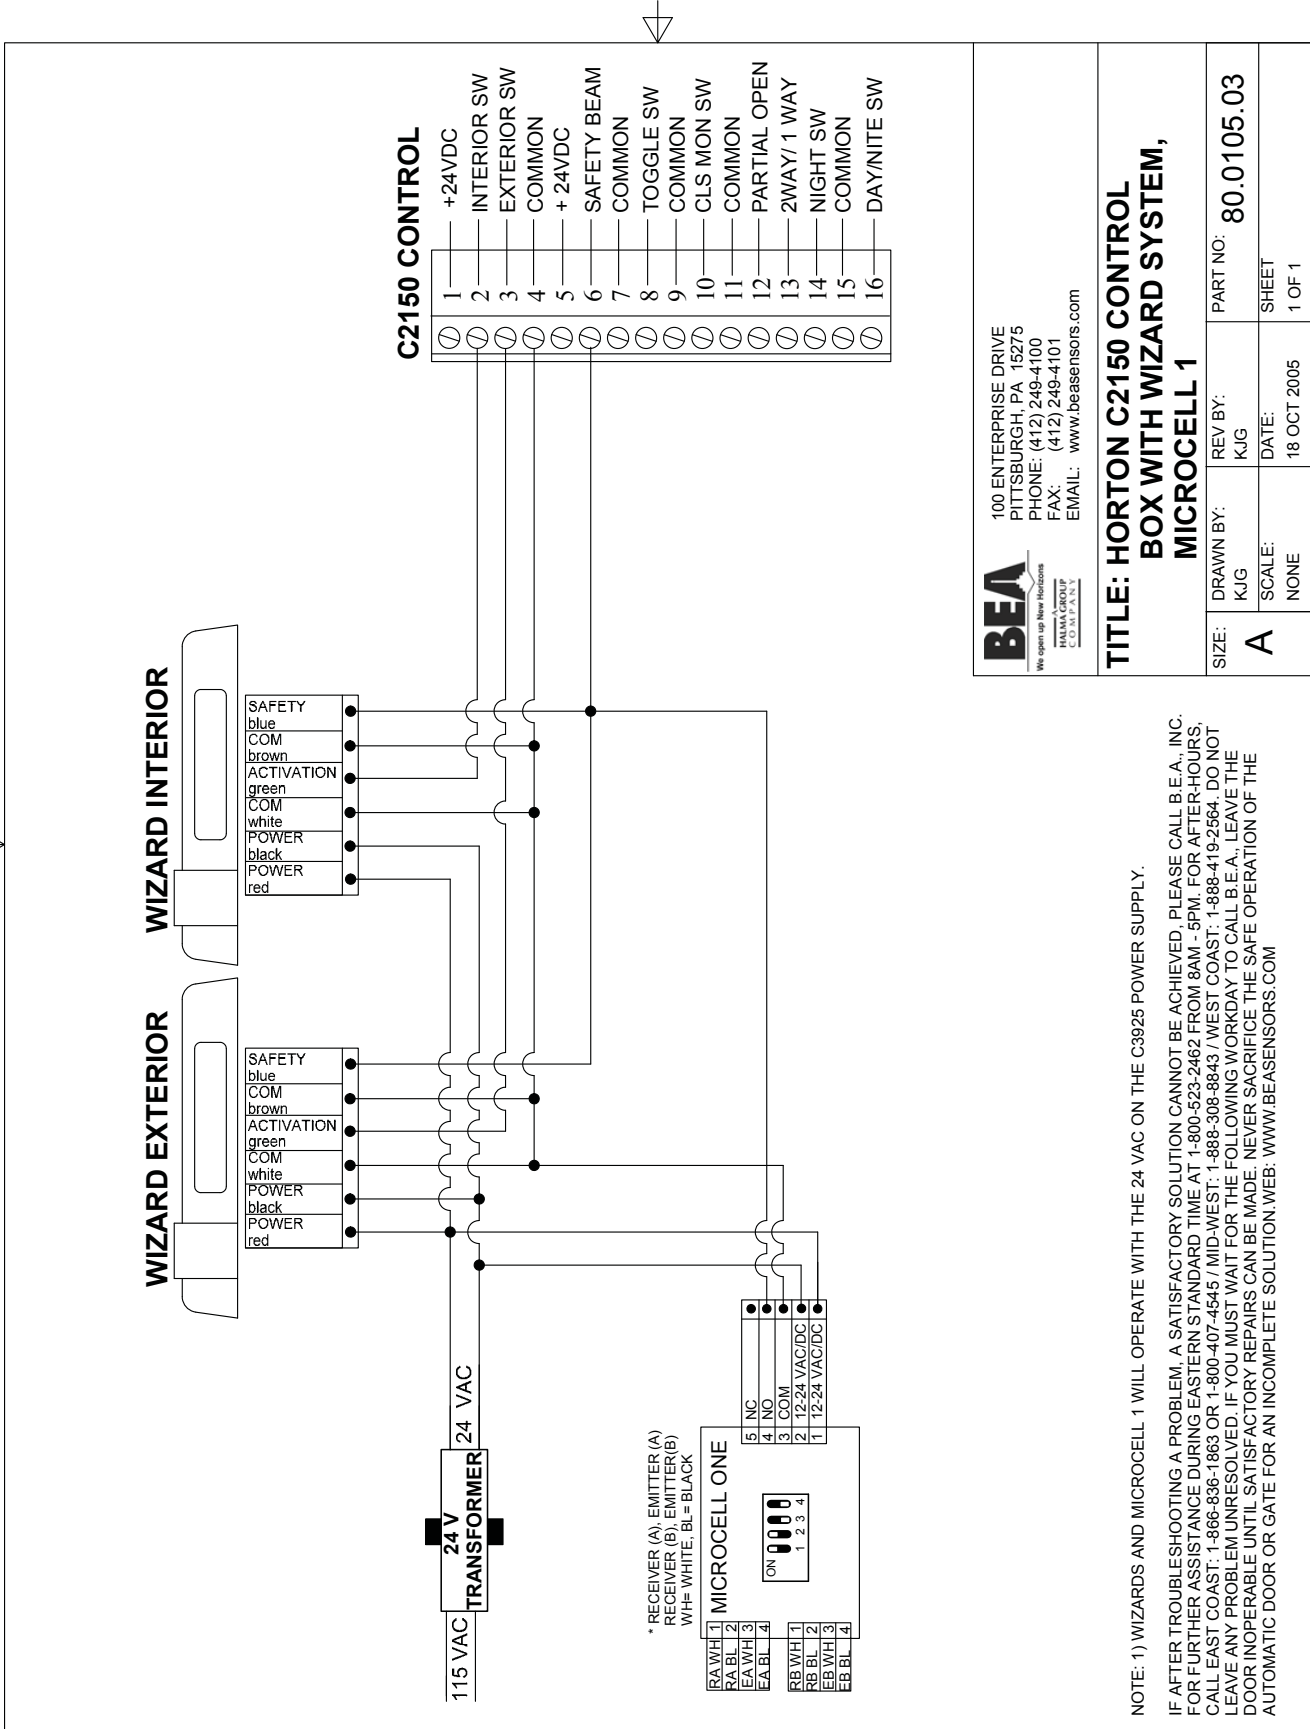 WIZARD EXTERIOR
SAFETY
blue
COM
brown
ACTIVATION
green
COM
white
POWER
black
POWER
red
WIZARD INTERIOR
SAFETY
blue
COM
brown
ACTIVATION
green
COM
white
POWER
black
POWER
red
C2150 CONTROL
1 +24VDC
2 INTERIOR SW
3 EXTERIOR SW
4 COMMON
5 + 24VDC
6 SAFETY BEAM
7 COMMON
8 TOGGLE SW
9 COMMON
10 CLS MON SW
11 COMMON
12 PARTIAL OPEN
13 2WAY/ 1 WAY
14 NIGHT SW
15 COMMON
16 DAY/NITE SW
115 VAC
24 V
TRANSFORMER
24 VAC
* RECEIVER (A), EMITTER (A)
RECEIVER (B), EMITTER(B)
WH= WHITE, BL= BLACK
MICROCELL ONE
RA WH 1
RA BL 2
EA WH 3
EA BL 4
RB WH 1
RB BL 2
EB WH 3
EB BL 4
ON
1 2 3 4
5 NC
4 NO
3 COM
2 12-24 VAC/DC
1 12-24 VAC/DC
NOTE: 1) WIZARDS AND MICROCELL 1 WILL OPERATE WITH THE 24 VAC ON THE C3925 POWER SUPPLY.
IF AFTER TROUBLESHOOTING A PROBLEM, A SATISFACTORY SOLUTION CANNOT BE ACHIEVED, PLEASE CALL B.E.A., INC.
FOR FURTHER ASSISTANCE DURING EASTERN STANDARD TIME AT 1-800-523-2462 FROM 8AM - 5PM. FOR AFTER-HOURS,
CALL EAST COAST: 1-866-836-1863 OR 1-800-407-4545 / MID-WEST: 1-888-308-8843 / WEST COAST: 1-888-419-2564. DO NOT
LEAVE ANY PROBLEM UNRESOLVED. IF YOU MUST WAIT FOR THE FOLLOWING WORKDAY TO CALL B.E.A., LEAVE THE
DOOR INOPERABLE UNTIL SATISFACTORY REPAIRS CAN BE MADE. NEVER SACRIFICE THE SAFE OPERATION OF THE
AUTOMATIC DOOR OR GATE FOR AN INCOMPLETE SOLUTION.WEB: WWW.BEASENSORS.COM
BEA
We open up New Horizons
A
HALMA GROUP
COMPANY
100 ENTERPRISE DRIVE
PITTSBURGH, PA 15275
PHONE: (412) 249-4100
FAX: (412) 249-4101
EMAIL: www.beasensors.com
TITLE: HORTON C2150 CONTROL
BOX WITH WIZARD SYSTEM,
MICROCELL 1
SIZE:
A
DRAWN BY:
KJG
REV BY:
KJG
PART NO:
80.0105.03
SCALE:
NONE
DATE:
18 OCT 2005
SHEET
1 OF 1